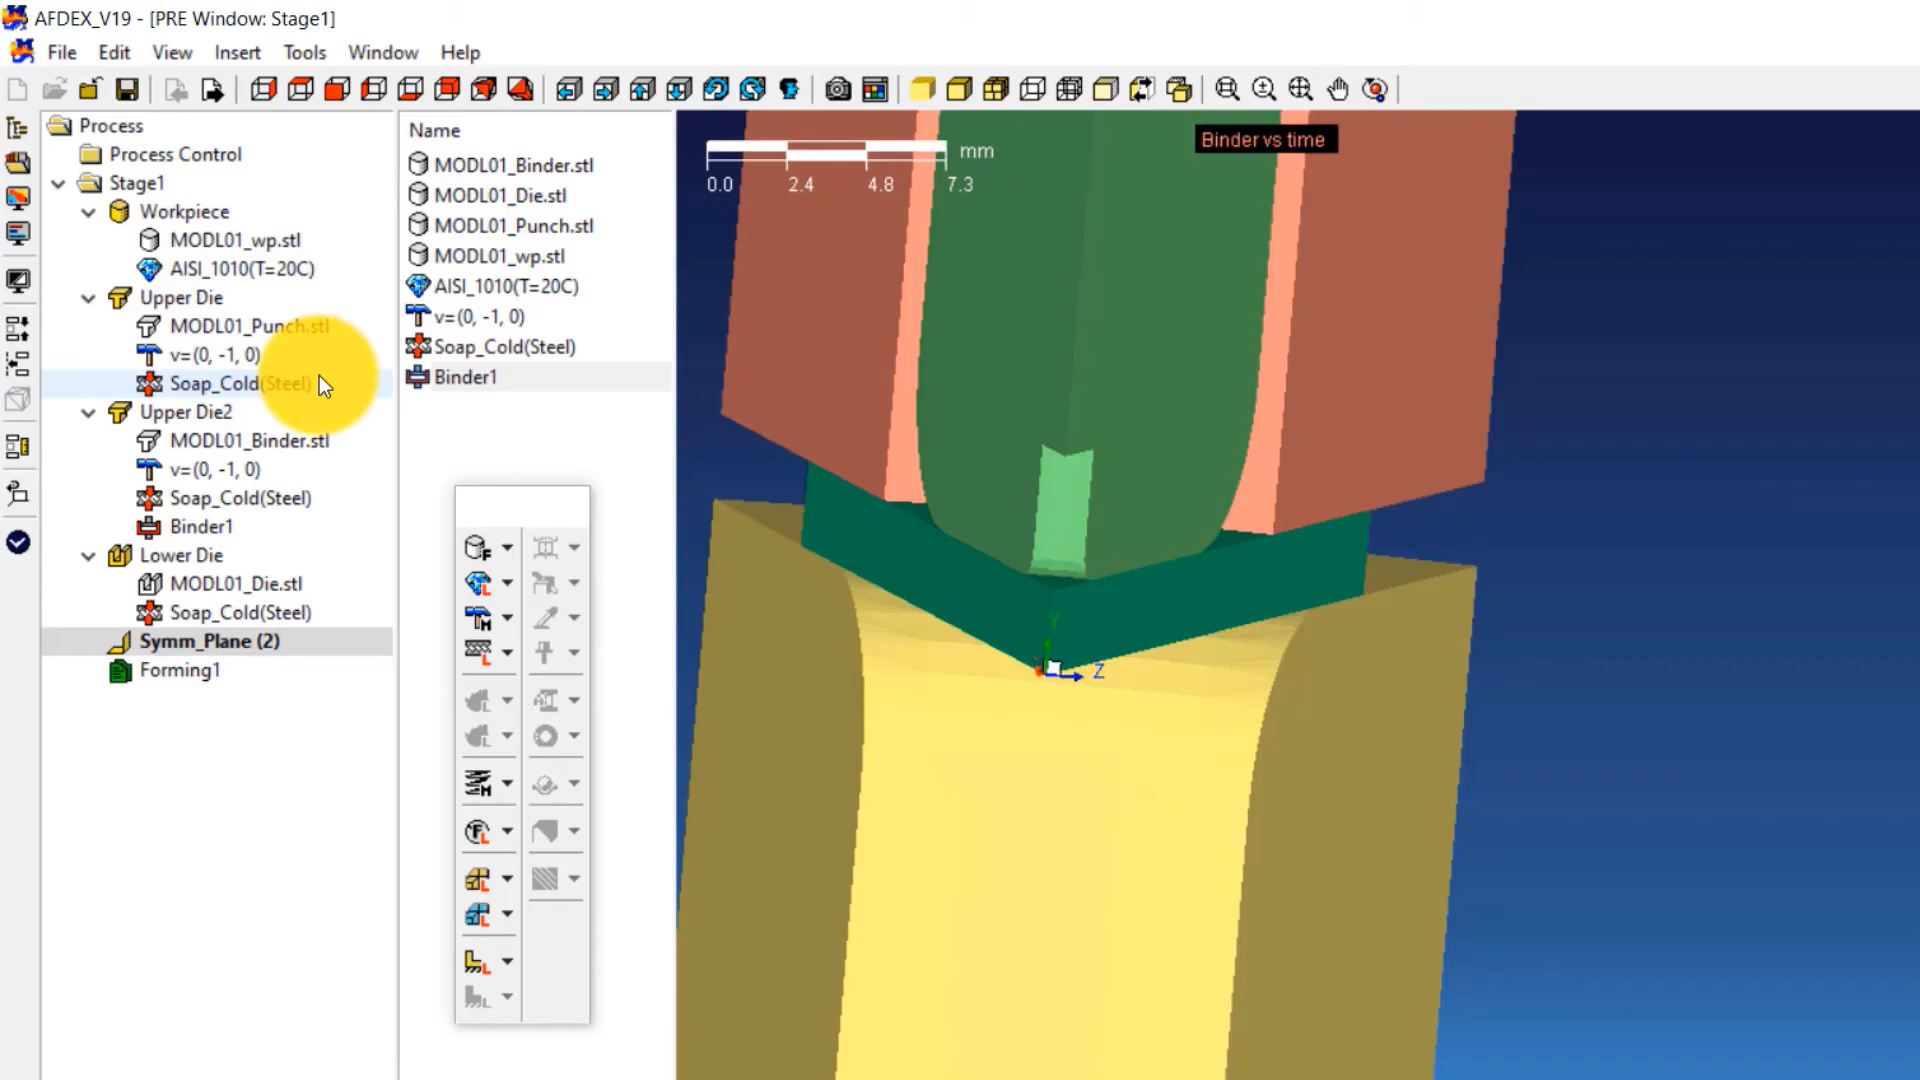 AFDEX_V19 - [PRE Window: Stage1]
File Edit View Insert Tools Window Help
Process
Process Control
Stage1
Workpiece
MODL01_wp.stl
AISI_1010(T=20C)
Upper Die
MODL01_Punch.stl
v=(0, -1, 0)
Soap_Cold(Steel)
Upper Die2
MODL01_Binder.stl
v=(0, -1, 0)
Soap_Cold(Steel)
Binder1
Lower Die
MODL01_Die.stl
Soap_Cold(Steel)
Symm_Plane (2)
Forming1
Name
MODL01_Binder.stl
MODL01_Die.stl
MODL01_Punch.stl
MODL01_wp.stl
AISI_1010(T=20C)
v=(0, -1, 0)
Soap_Cold(Steel)
Binder1
mm
0.0 2.4 4.8 7.3
Binder vs time
Y
Z